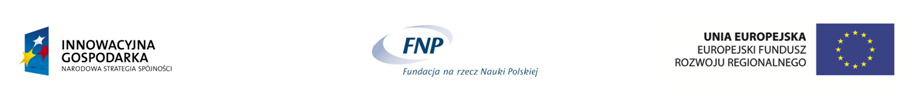 INNOWACYJNA
GOSPODARKA
NARODOWA STRATEGIA SPÓJNOŚCI
FNP
Fundacja na rzecz Nauki Polskiej
UNIA EUROPEJSKA
EUROPEJSKI FUNDUSZ
ROZWOJU REGIONALNEGO